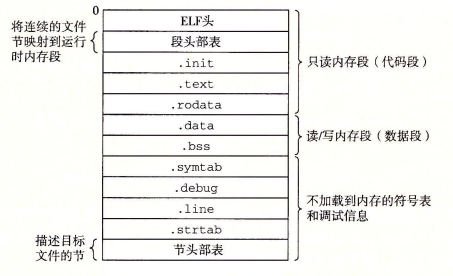 0
ELF头
将连续的文件
节映射到运行
时内存段
段头部表
.init
.text
.rodata
只读内存段（代码段）
.data
.bss
读/写内存段（数据段）
.symtab
.debug
.line
.strtab
不加载到内存的符号表
和调试信息
描述目标
文件的节
节头部表